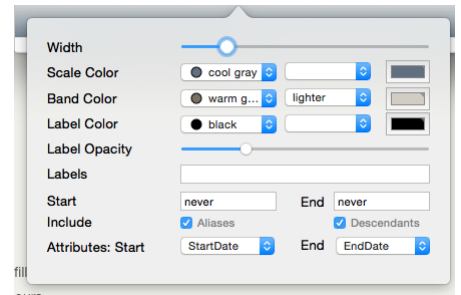 Width
Scale Color cool gray
Band Color warm g... lighter
Label Color black
Label Opacity
Labels
Start never End never
Include Aliases Descendants
Attributes: Start StartDate End EndDate
fill